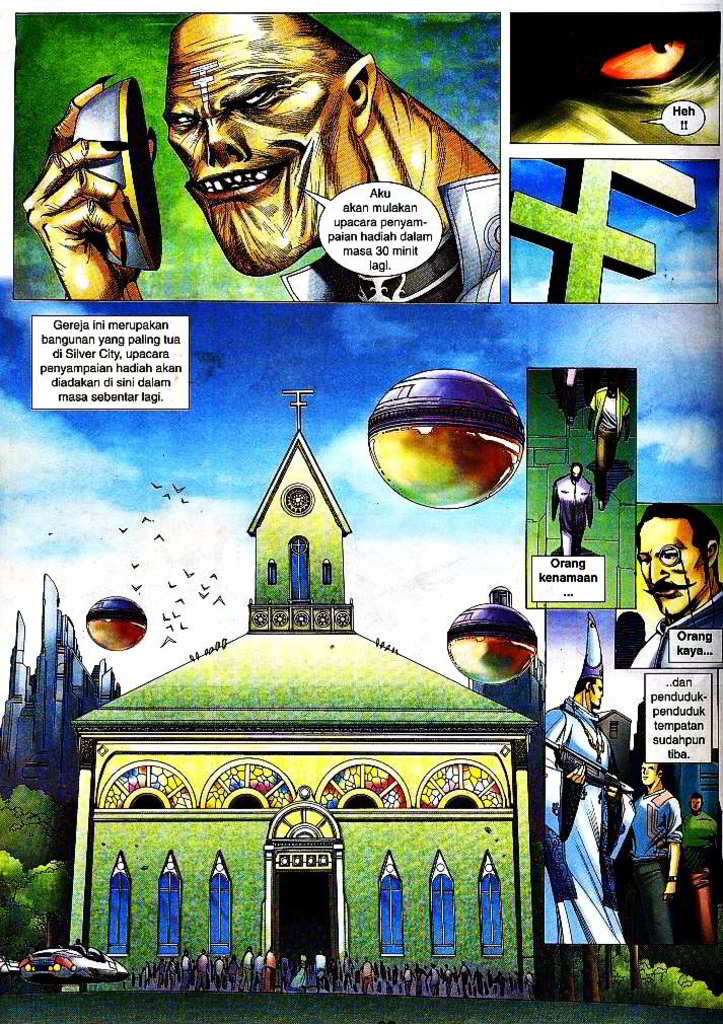 Aku
akan mulakan
upacara penyam-
paian hadiah dalam
masa 30 minit
lagi.
Heh
!!
Gereja ini merupakan
bangunan yang paling tua
di Silver City, upacara
penyampaian hadiah akan
diadakan di sini dalam
masa sebentar lagi.
Orang
kenamaan
...
Orang
kaya...
..dan
penduduk-
penduduk
tempatan
sudahpun
tiba.